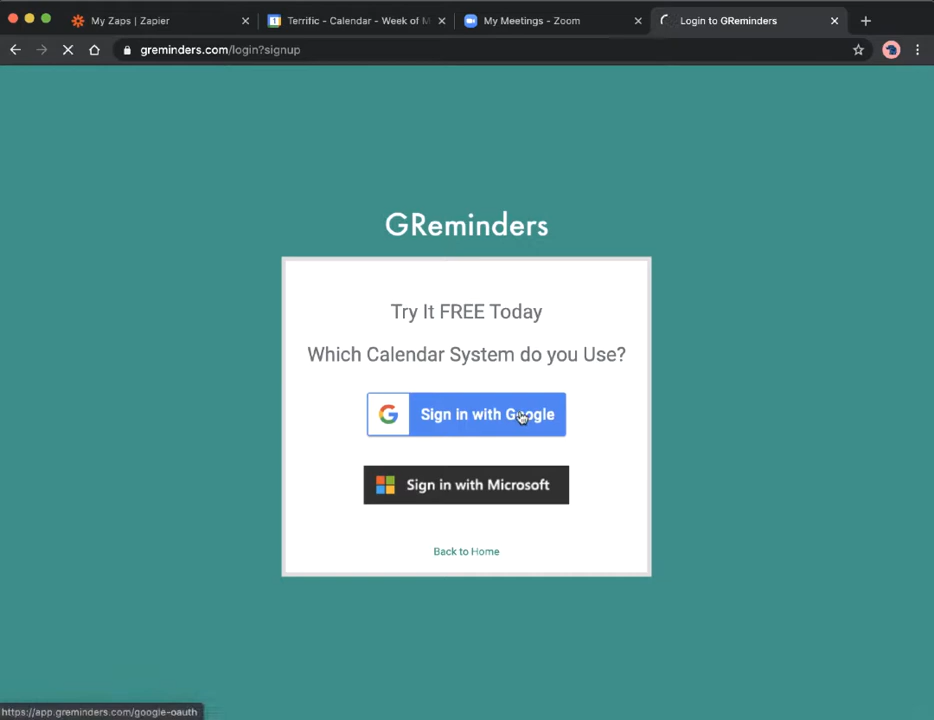 My Zaps | Zapier
Terrific - Calendar - Week of M
My Meetings - Zoom
Login to GReminders
greminders.com/login?signup
GReminders
Try It FREE Today
Which Calendar System do you Use?
Sign in with Google
Sign in with Microsoft
Back to Home
https://app.greminders.com/google-oauth